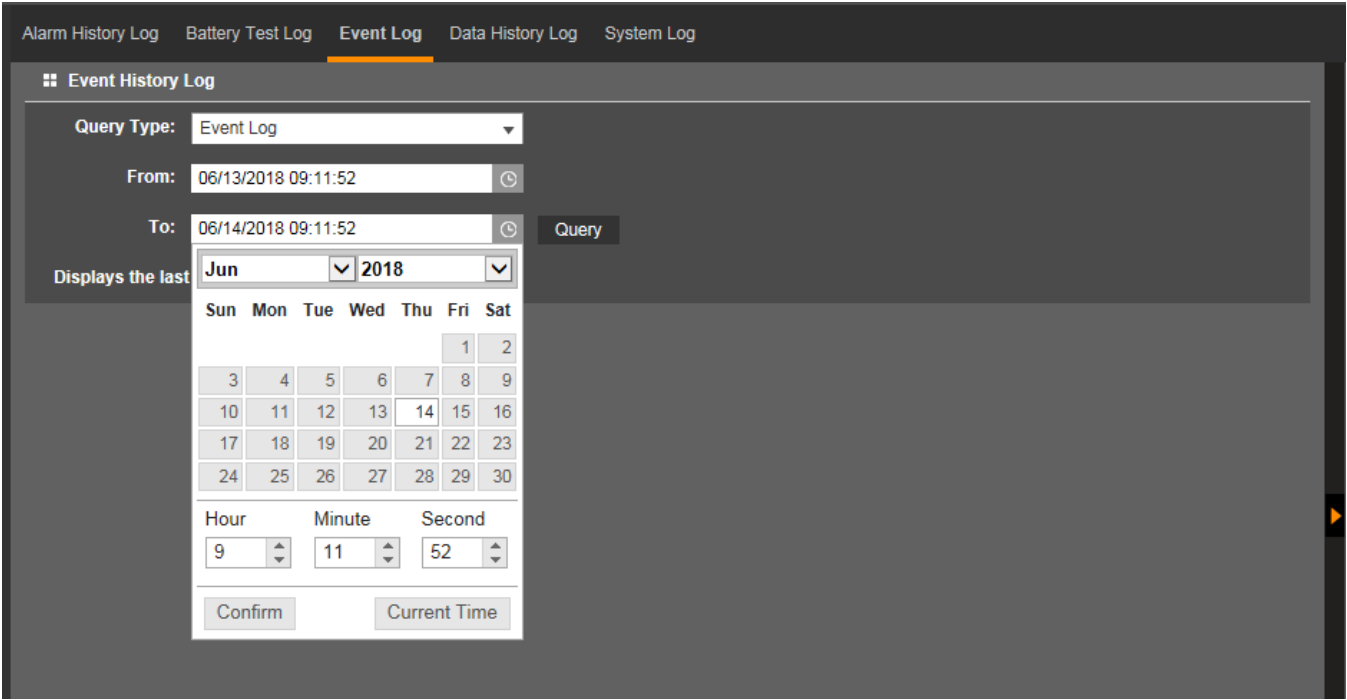 Alarm History Log Battery Test Log Event Log Data History Log System Log
Event History Log
Query Type: Event Log
From: 06/13/2018 09:11:52
To: 06/14/2018 09:11:52 Query
Displays the last
Jun 2018
Sun Mon Tue Wed Thu Fri Sat
1 2
3 4 5 6 7 8 9
10 11 12 13 14 15 16
17 18 19 20 21 22 23
24 25 26 27 28 29 30
Hour Minute Second
9 11 52
Confirm Current Time